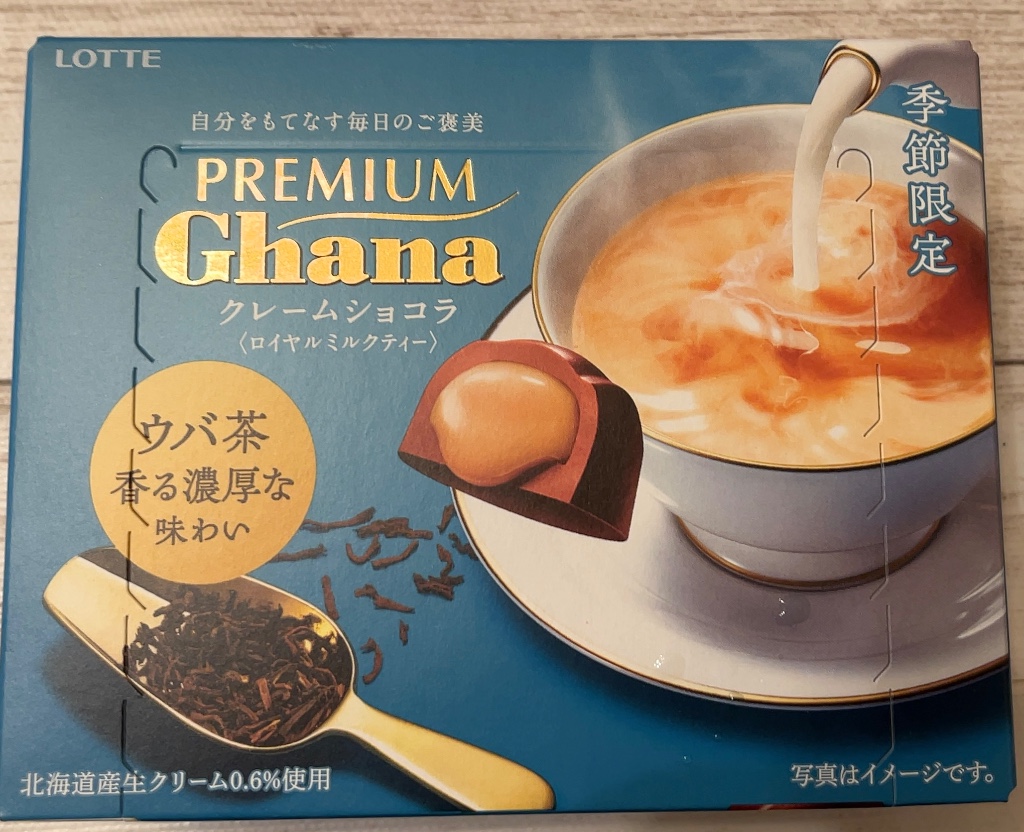 LOTTE
自分をもてなす毎日のご褒美
PREMIUM
Ghana
クレームショコラ
〈ロイヤルミルクティー〉
季節限定
ウバ茶
香る濃厚な
味わい
北海道産生クリーム0.6%使用
写真はイメージです。